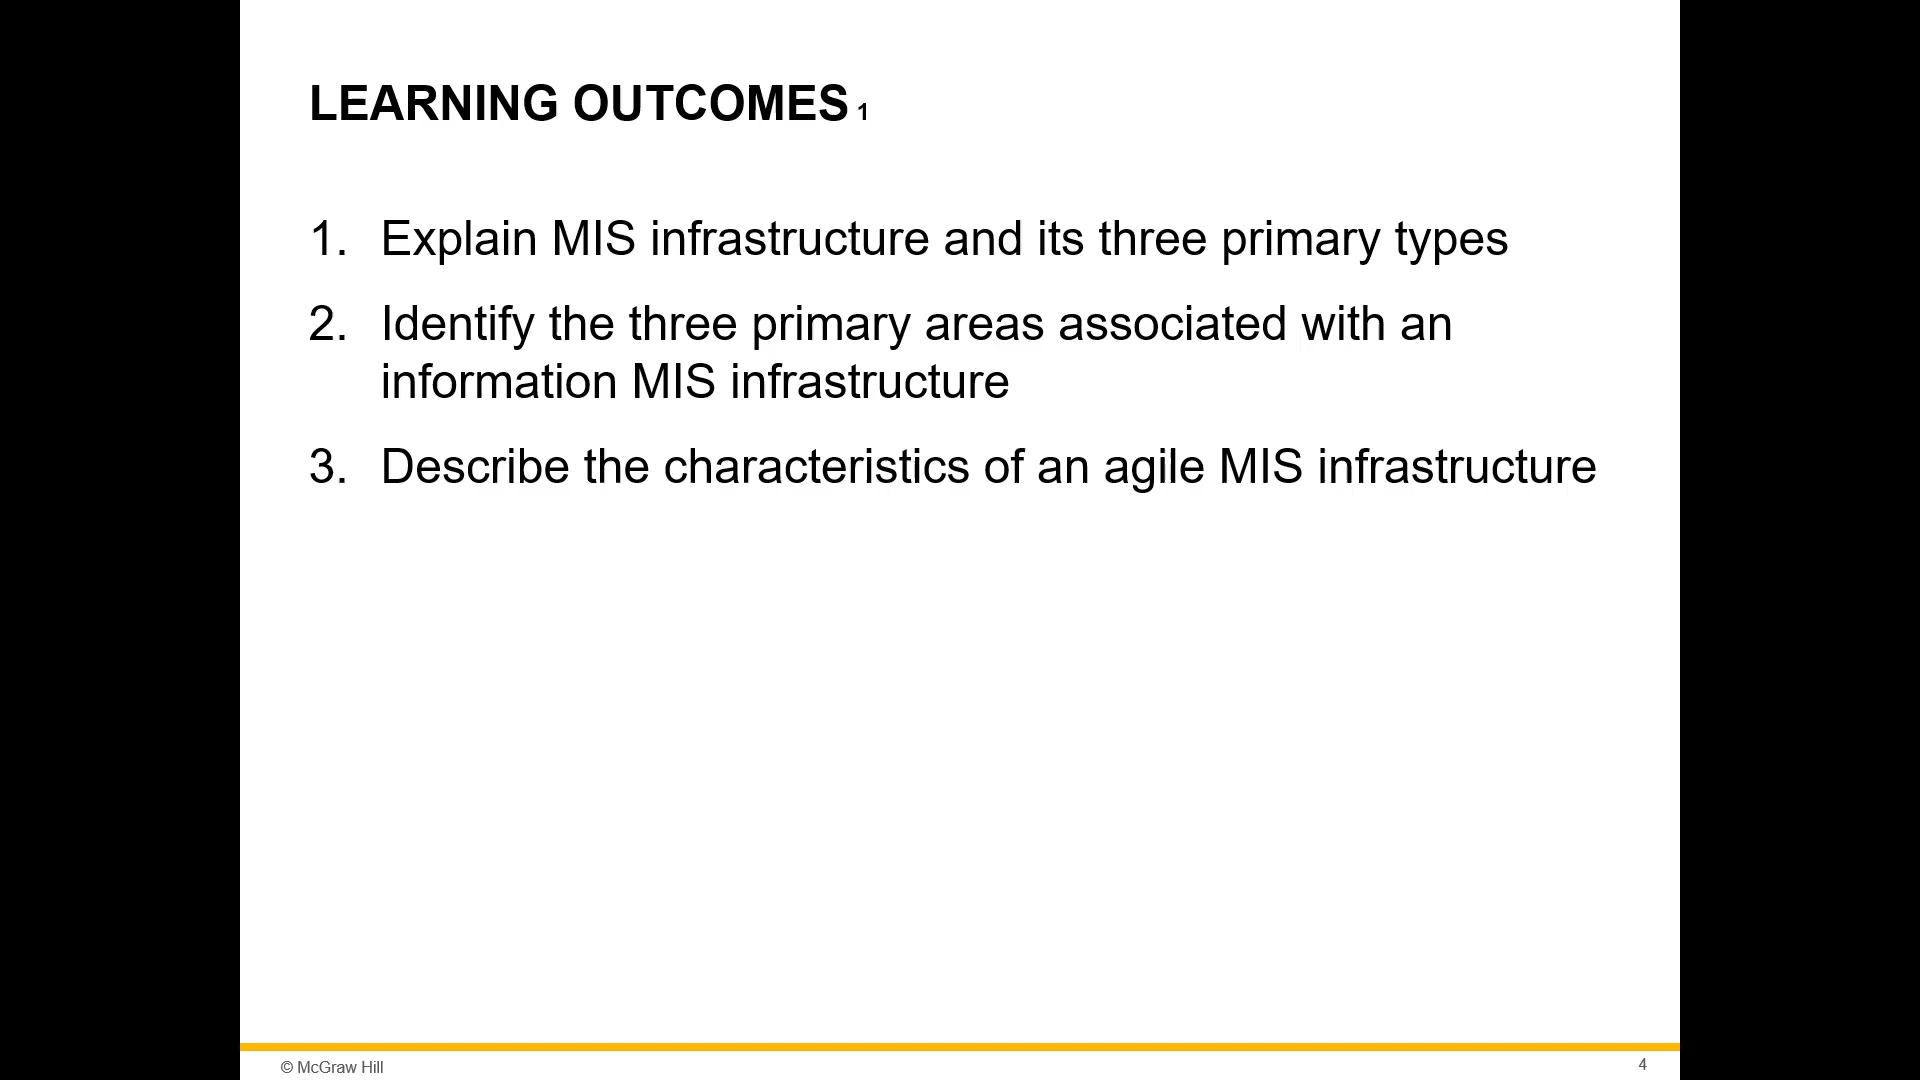 LEARNING OUTCOMES 1
1. Explain MIS infrastructure and its three primary types
2. Identify the three primary areas associated with an
information MIS infrastructure
3. Describe the characteristics of an agile MIS infrastructure
© McGraw Hill
4